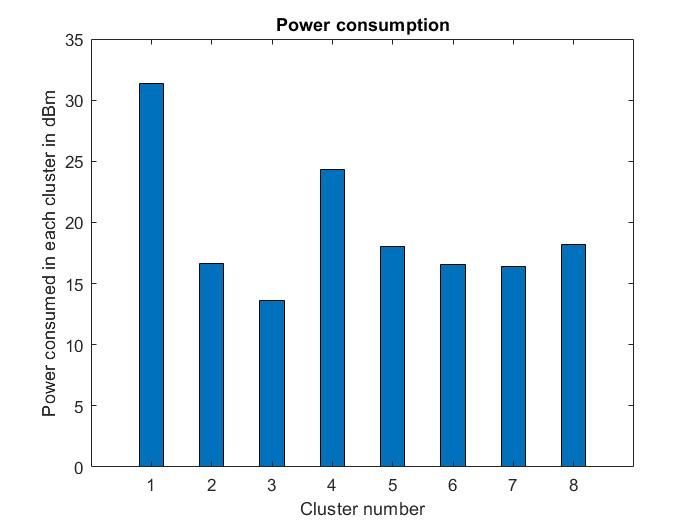 Power consumption
Power consumed in each cluster in dBm
35
30
25
20
15
10
5
0
1 2 3 4 5 6 7 8
Cluster number